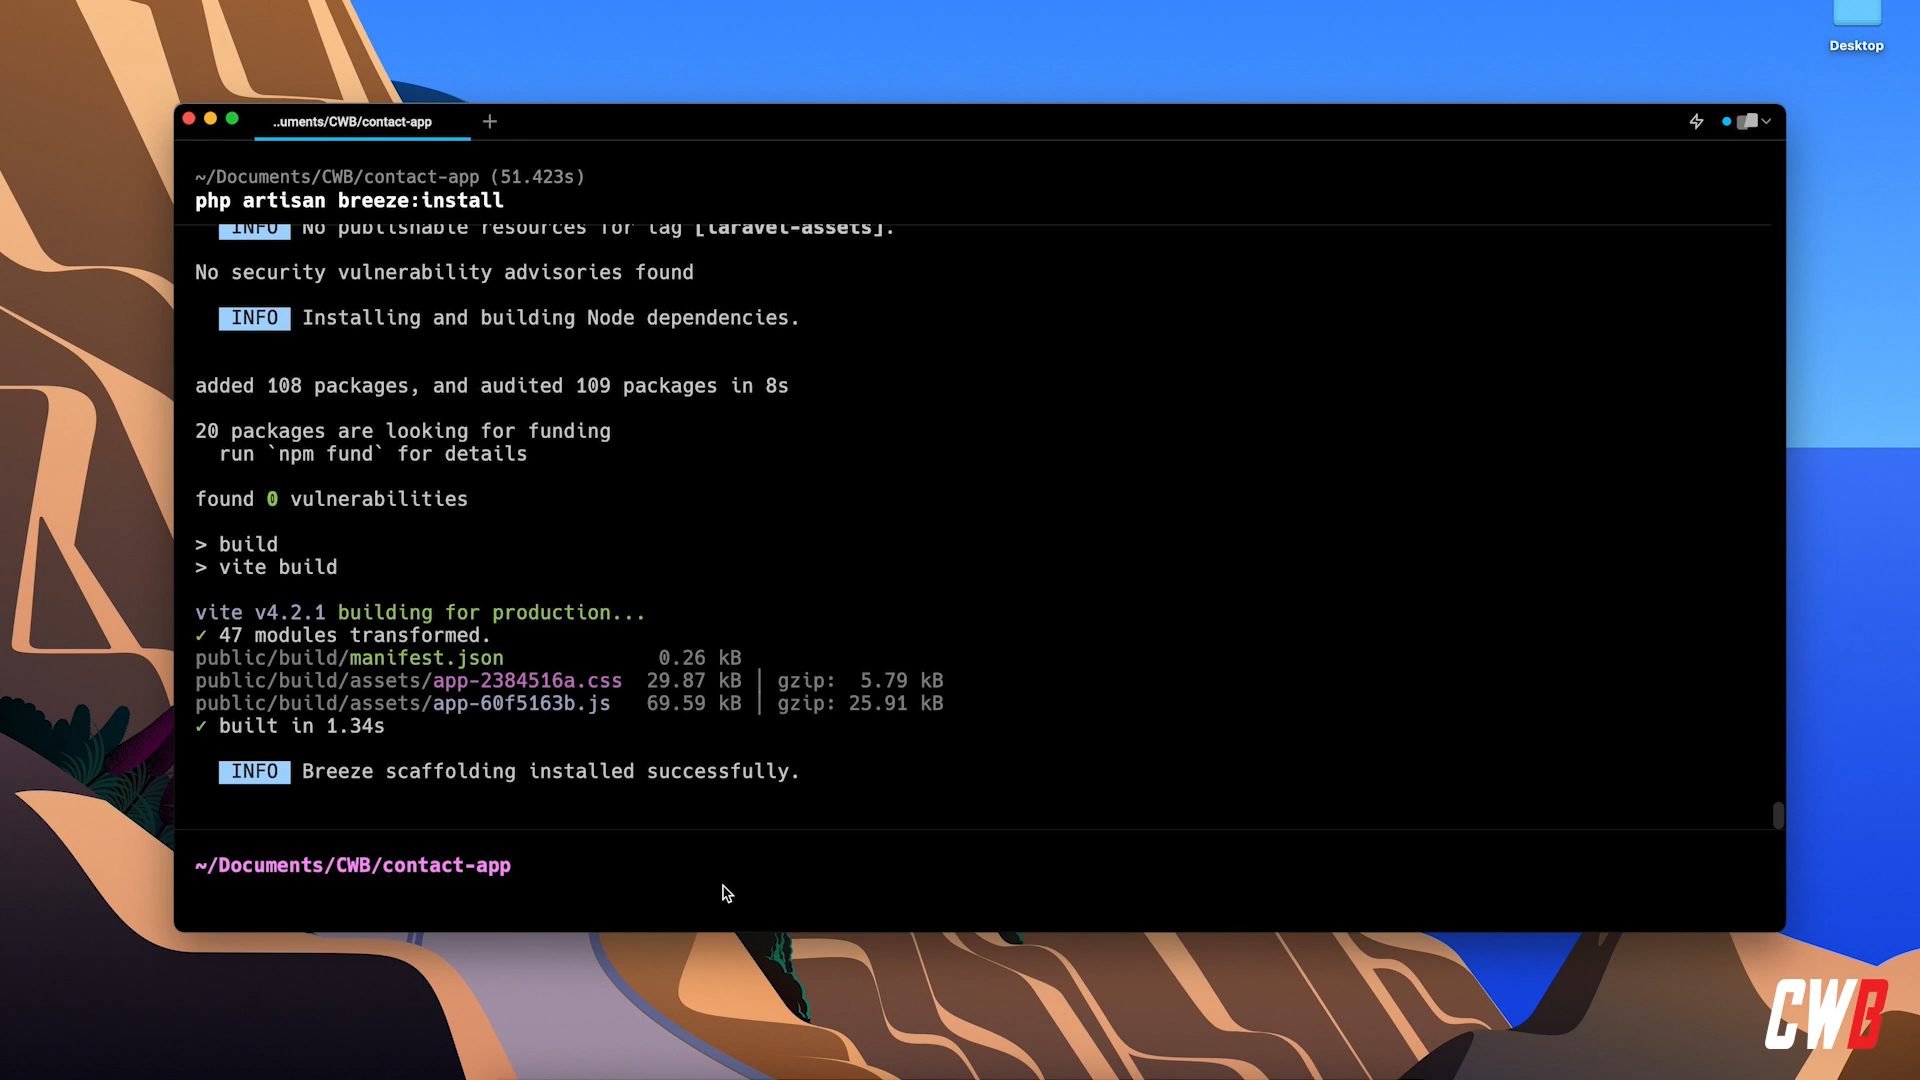 Desktop
..uments/CWB/contact-app
~/Documents/CWB/contact-app (51.423s)
php artisan breeze:install
INFO No publishable resources for tag [laravel-assets].
No security vulnerability advisories found
INFO Installing and building Node dependencies.
added 108 packages, and audited 109 packages in 8s
20 packages are looking for funding
run `npm fund` for details
found 0 vulnerabilities
> build
> vite build
vite v4.2.1 building for production...
✓ 47 modules transformed.
public/build/manifest.json 0.26 kB
public/build/assets/app-2384516a.css 29.87 kB │ gzip: 5.79 kB
public/build/assets/app-60f5163b.js 69.59 kB │ gzip: 25.91 kB
✓ built in 1.34s
INFO Breeze scaffolding installed successfully.
~/Documents/CWB/contact-app
CWB